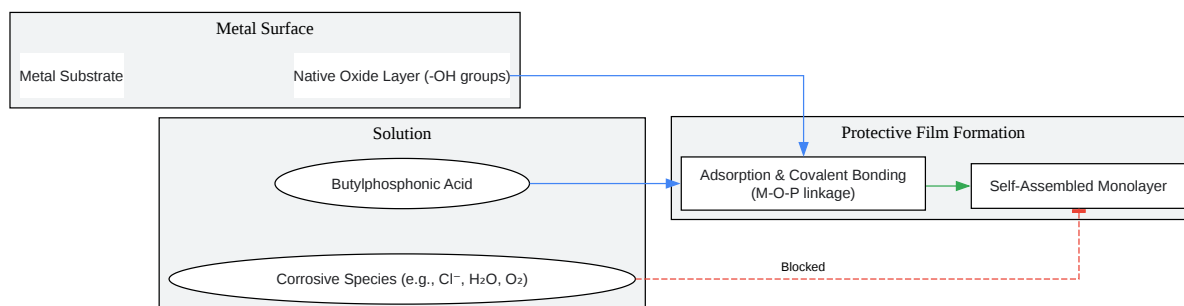 Metal Surface
Metal Substrate
Native Oxide Layer (-OH groups)
Solution
Butylphosphonic Acid
Corrosive Species (e.g., Cl⁻, H₂O, O₂)
Protective Film Formation
Adsorption & Covalent Bonding
(M-O-P linkage)
Self-Assembled Monolayer
Blocked